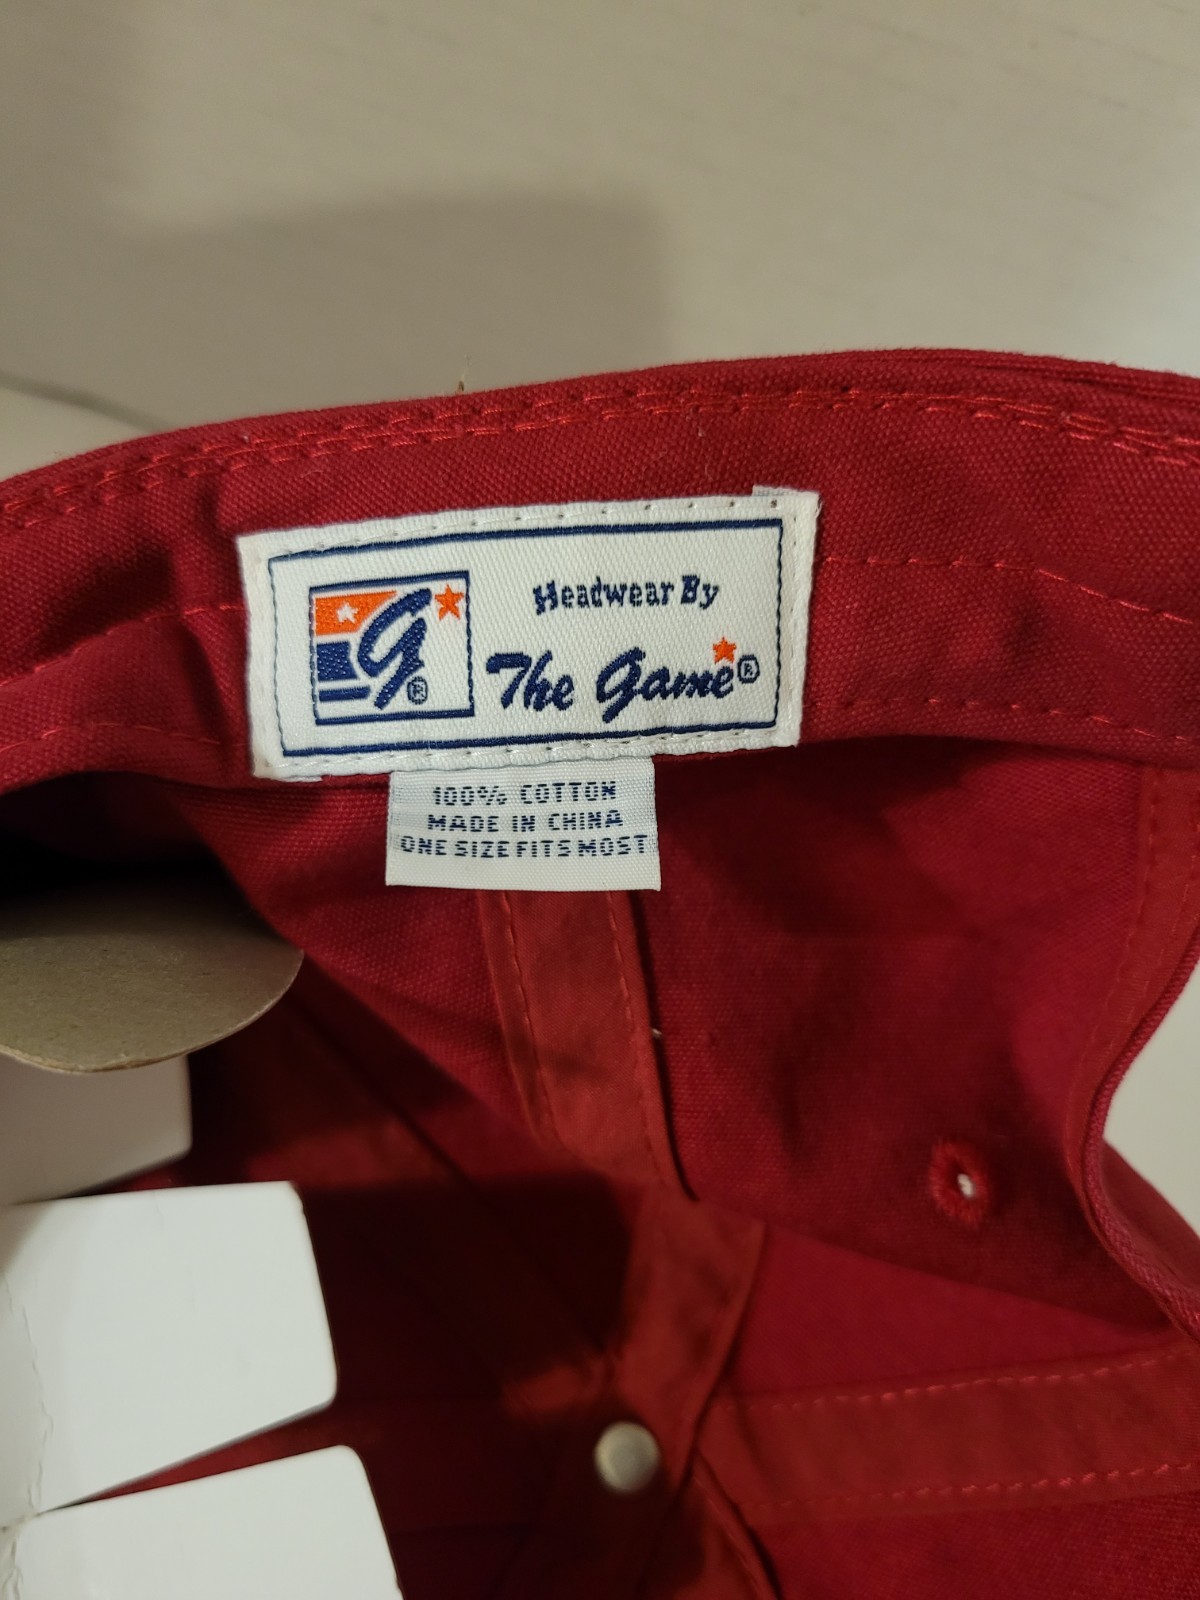 G®
Headwear By
The Game®
100% COTTON
MADE IN CHINA
ONE SIZE FITS MOST